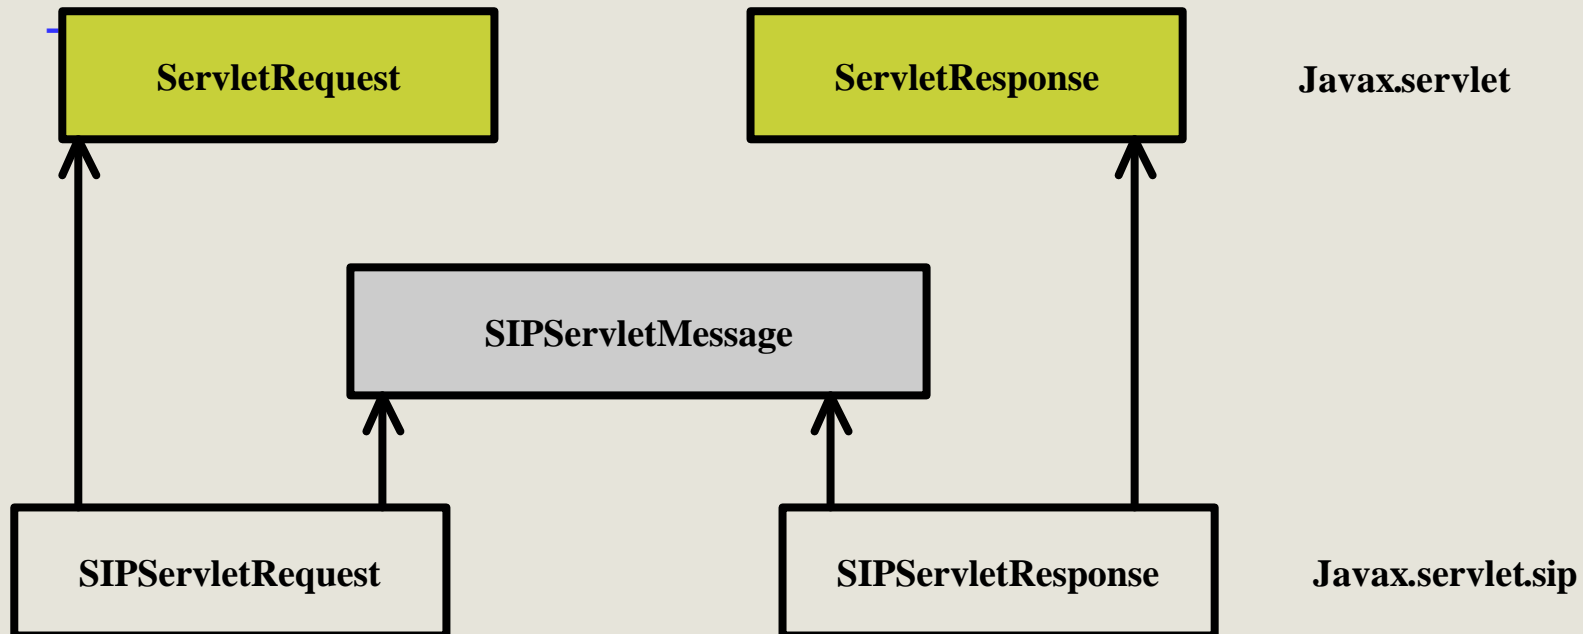 ServletRequest
ServletResponse
Javax.servlet
SIPServletMessage
SIPServletRequest
SIPServletResponse
Javax.servlet.sip